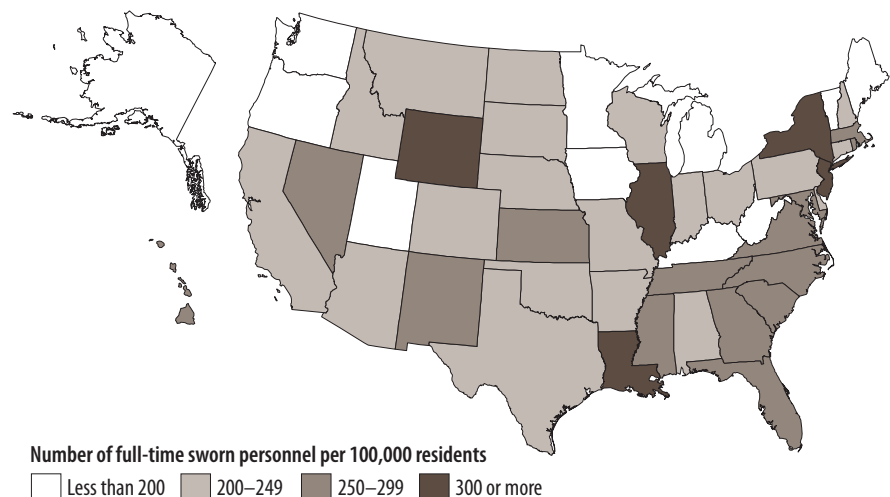 Number of full-time sworn personnel per 100,000 residents
Less than 200 200–249 250–299 300 or more